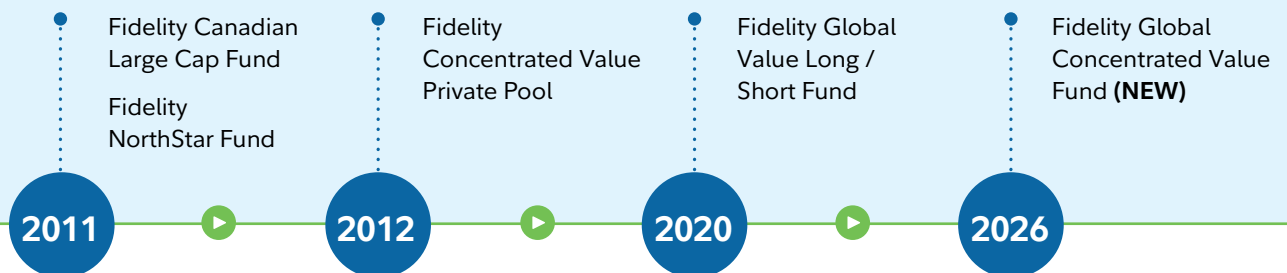 Fidelity Canadian
Large Cap Fund
Fidelity
NorthStar Fund
Fidelity
Concentrated Value
Private Pool
Fidelity Global
Value Long /
Short Fund
Fidelity Global
Concentrated Value
Fund (NEW)
2011
2012
2020
2026